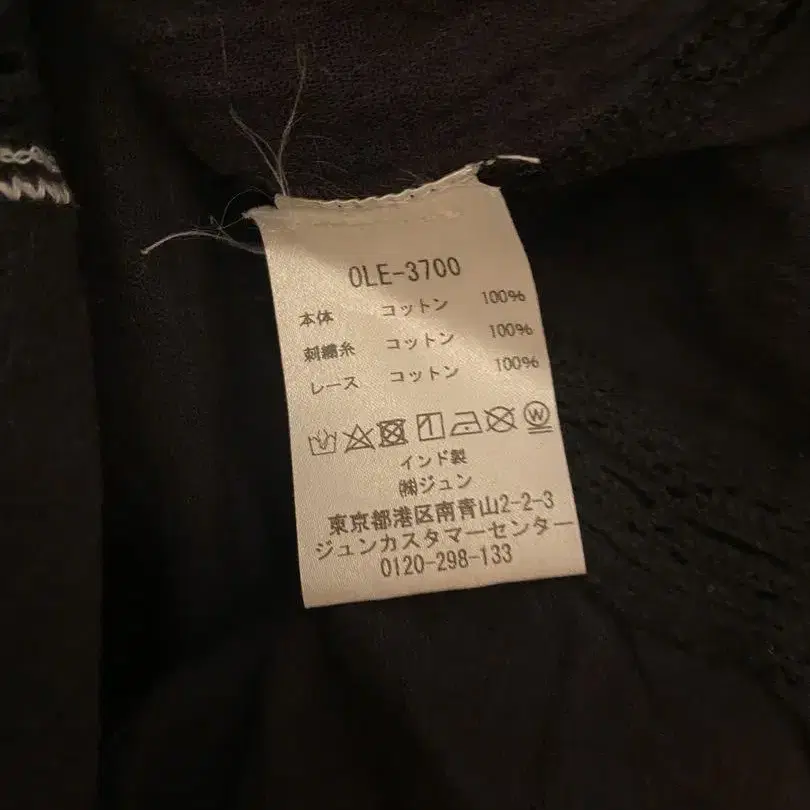 OLE-3700
本体 コットン 100%
刺繍糸 コットン 100%
レース コットン 100%
W
インド製
㈱ジュン
東京都港区南青山2-2-3
ジュンカスタマーセンター
0120-298-133